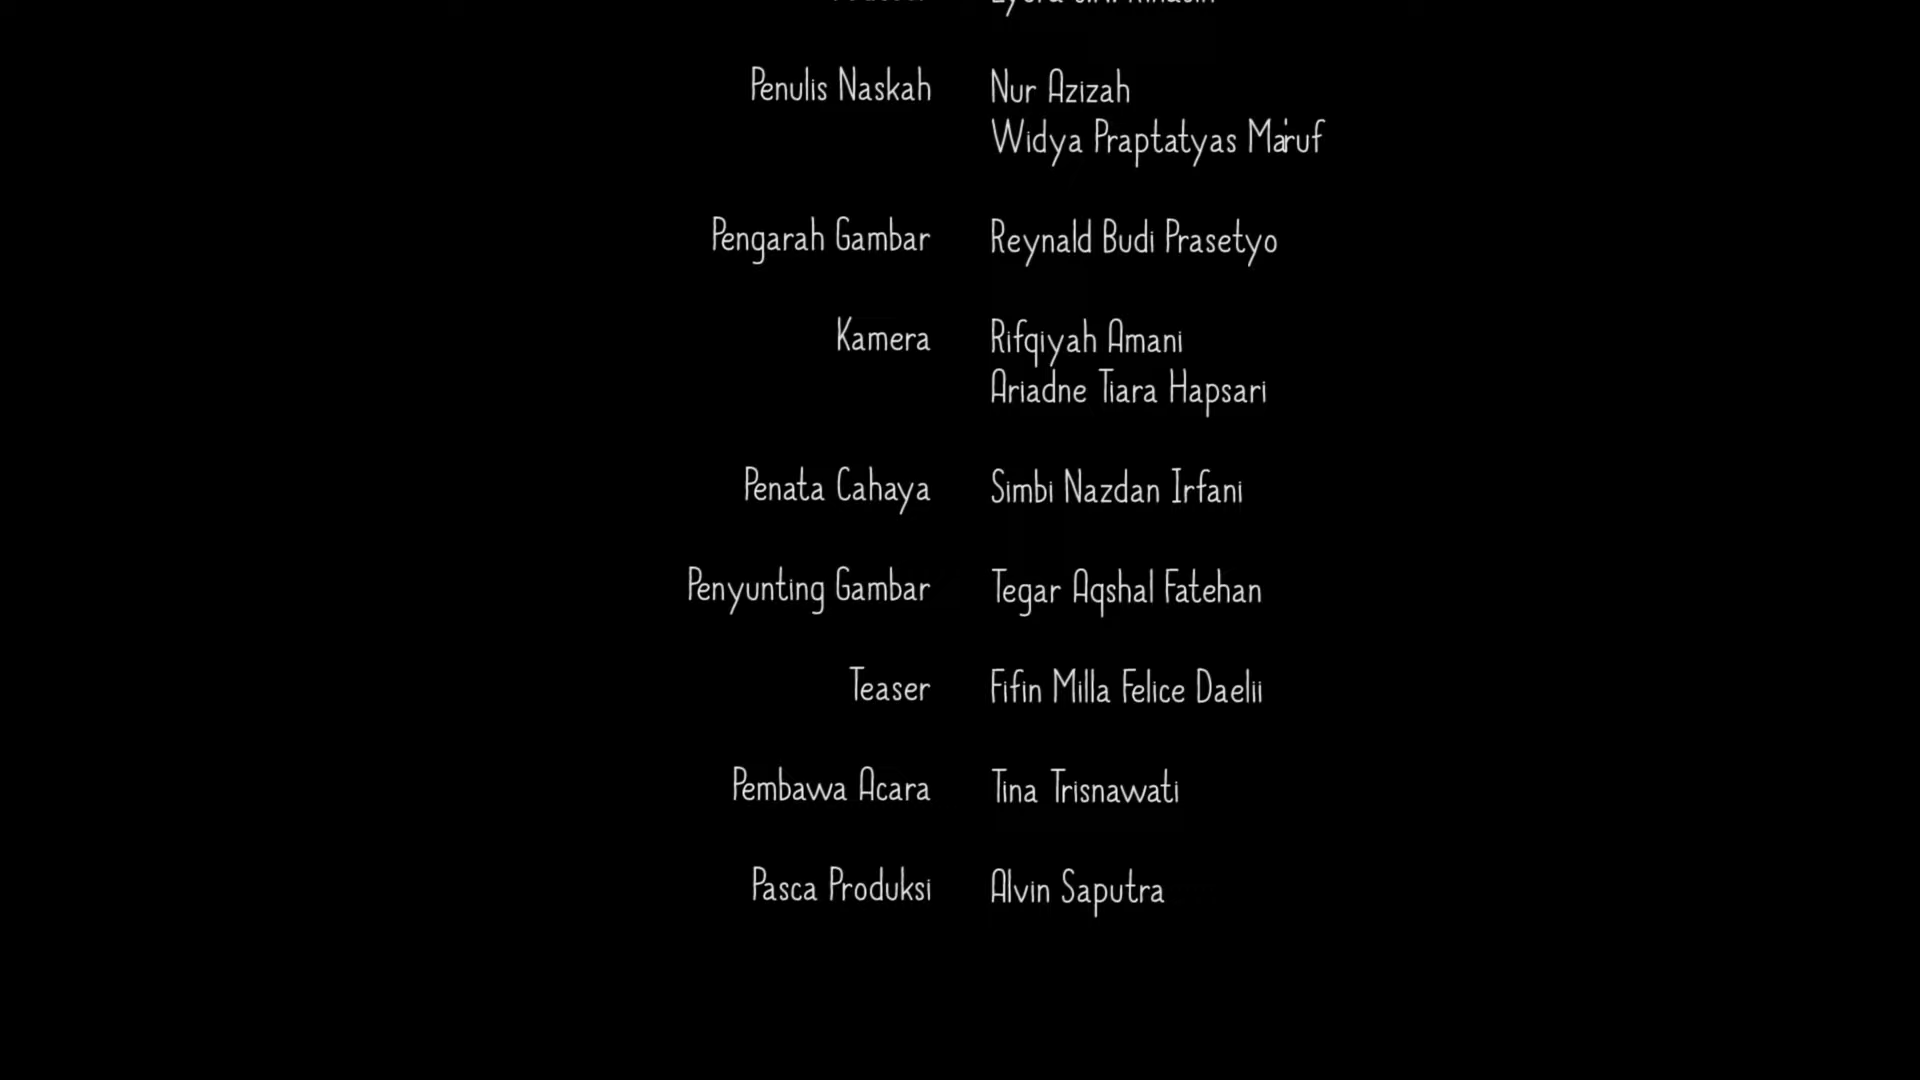 Penulis Naskah Nur Azizah
Widya Praptatyas Ma'ruf
Pengarah Gambar Reynald Budi Prasetyo
Kamera Rifqiyah Amani
Ariadne Tiara Hapsari
Penata Cahaya Simbi Nazdan Irfani
Penyunting Gambar Tegar Aqshal Fatehan
Teaser Fifin Milla Felice Daelii
Pembawa Acara Tina Trisnawati
Pasca Produksi Alvin Saputra